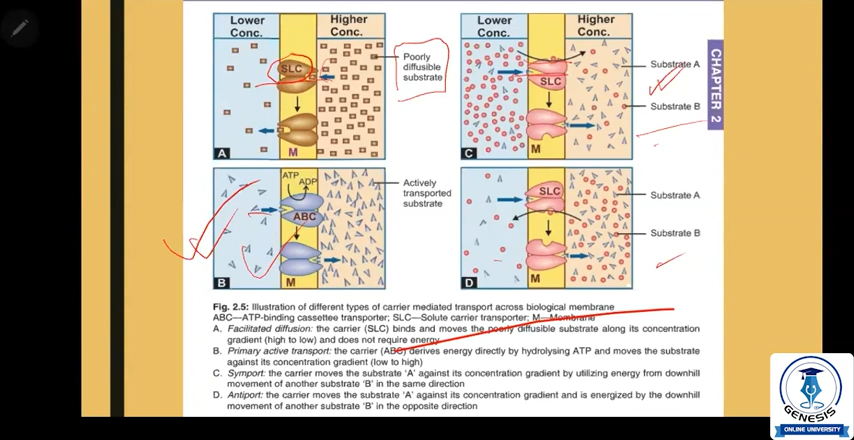 Lower Conc.
Higher Conc.
SLC
Poorly diffusible substrate
A
M
Lower Conc.
Higher Conc.
SLC
Substrate A
Substrate B
C
M
CHAPTER 2
ATP
ADP
ABC
Actively transported substrate
B
M
SLC
Substrate A
Substrate B
D
M
Fig. 2.5: Illustration of different types of carrier mediated transport across biological membrane
ABC—ATP-binding cassettee transporter; SLC—Solute carrier transporter; M—Membrane
A. Facilitated diffusion: the carrier (SLC) binds and moves the poorly diffusible substrate along its concentration
gradient (high to low) and does not require energy
B. Primary active transport: the carrier (ABC) derives energy directly by hydrolysing ATP and moves the substrate
against its concentration gradient (low to high)
C. Symport: the carrier moves the substrate 'A' against its concentration gradient by utilizing energy from downhill
movement of another substrate 'B' in the same direction
D. Antiport: the carrier moves the substrate 'A' against its concentration gradient and is energized by the downhill
movement of another substrate 'B' in the opposite direction
GENESIS
ONLINE UNIVERSITY